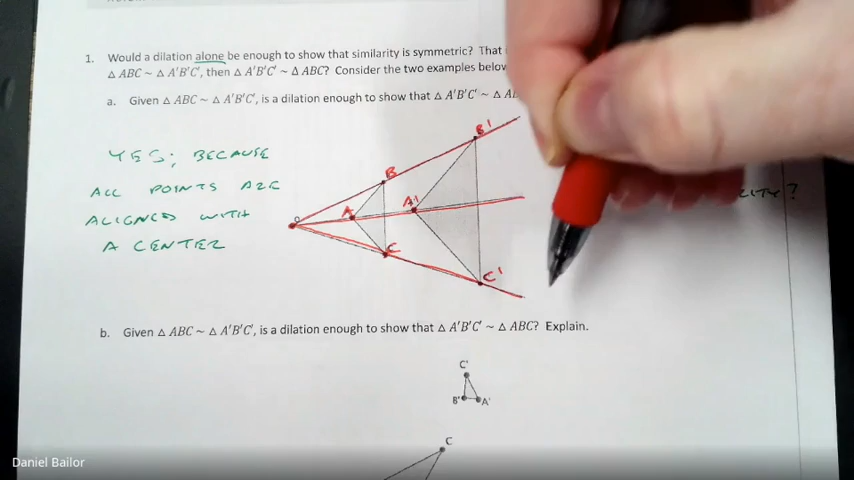 1. Would a dilation alone be enough to show that similarity is symmetric? That
△ ABC ~ △ A'B'C', then △ A'B'C' ~ △ ABC? Consider the two examples below
a. Given △ ABC ~ △ A'B'C', is a dilation enough to show that △ A'B'C' ~ △
YES; BECAUSE
ALL POINTS ARE
ALIGNED WITH
A CENTER
O
A
B
C
A'
B'
C'
?
b. Given △ ABC ~ △ A'B'C', is a dilation enough to show that △ A'B'C' ~ △ ABC? Explain.
C'
B' A'
C
Daniel Bailor